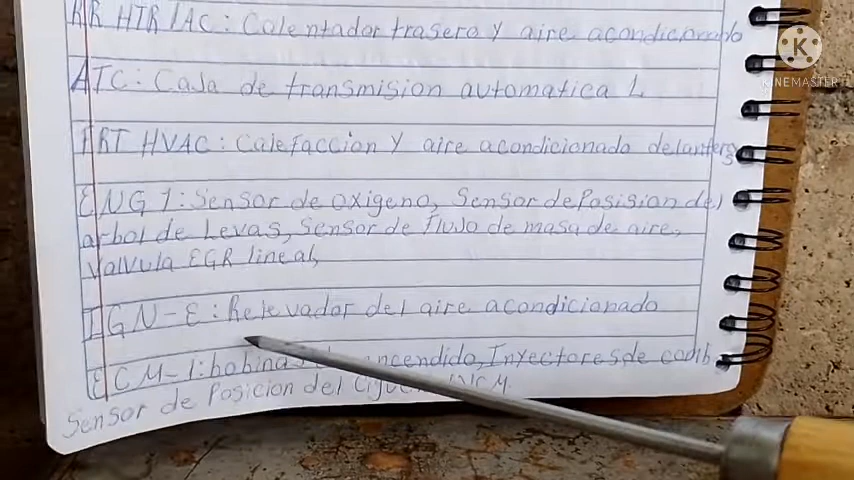 RR HTR/AC: Calentador trasero y aire acondicionado
ATC: Caja de transmision automatica L
FRT HVAC: Calefaccion y aire acondicionado delantero
ENG 1: Sensor de oxigeno, Sensor de Posision del
arbol de Levas, Sensor de flujo de masa de aire,
valvula EGR lineal,
IGN-E: Relevador del aire acondicionado
ECM-1: bobinas encendido, Inyectores, de comb
Sensor de Posicion del
K
KINEMASTER